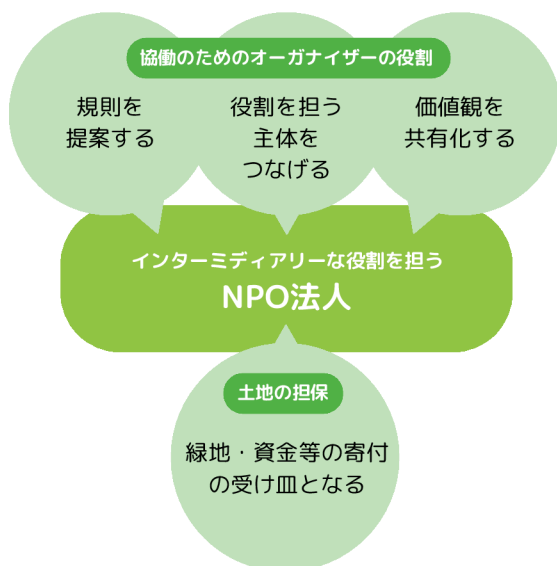 協働のためのオーガナイザーの役割
規則を
提案する
役割を担う
主体を
つなげる
価値観を
共有化する
インターミディアリーな役割を担う
NPO法人
土地の担保
緑地・資金等の寄付
の受け皿となる